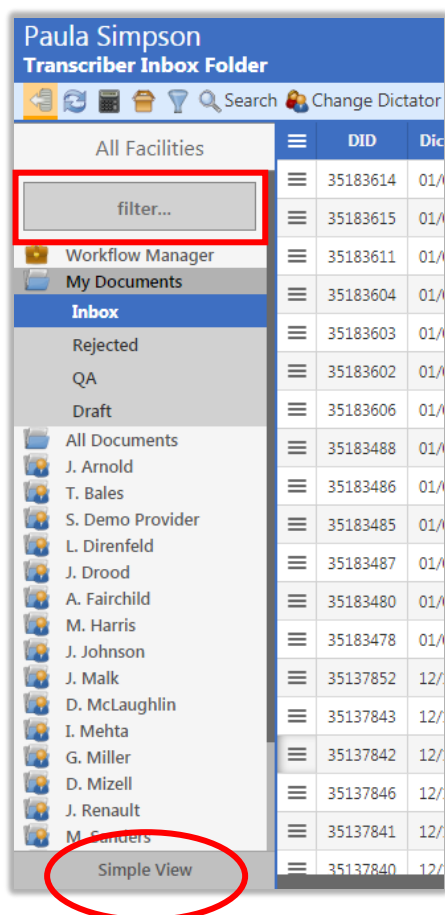 Paula Simpson
Transcriber Inbox Folder
Search Change Dictator
All Facilities
DID
filter...
Workflow Manager
My Documents
Inbox
Rejected
QA
Draft
All Documents
J. Arnold
T. Bales
S. Demo Provider
L. Direnfeld
J. Drood
A. Fairchild
M. Harris
J. Johnson
J. Malk
D. McLaughlin
I. Mehta
G. Miller
D. Mizell
J. Renault
M. Sanders
Simple View
35183614
35183615
35183611
35183604
35183603
35183602
35183606
35183488
35183486
35183485
35183487
35183480
35183478
35137852
35137843
35137842
35137846
35137841
35137840